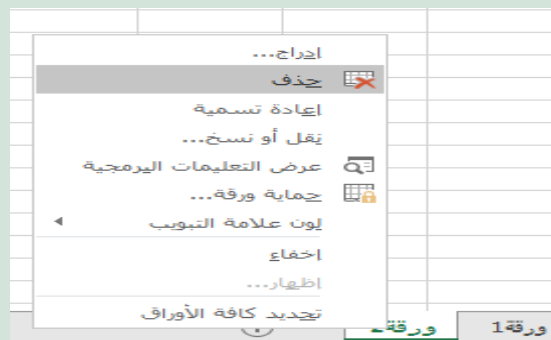 إدراج...
حذف
إعادة تسمية
نقل أو نسخ...
عرض التعليمات البرمجية
حماية ورقة...
لون علامة التبويب
إخفاء
إظهار...
تحديد كافة الأوراق
ورقة1 ورقة2